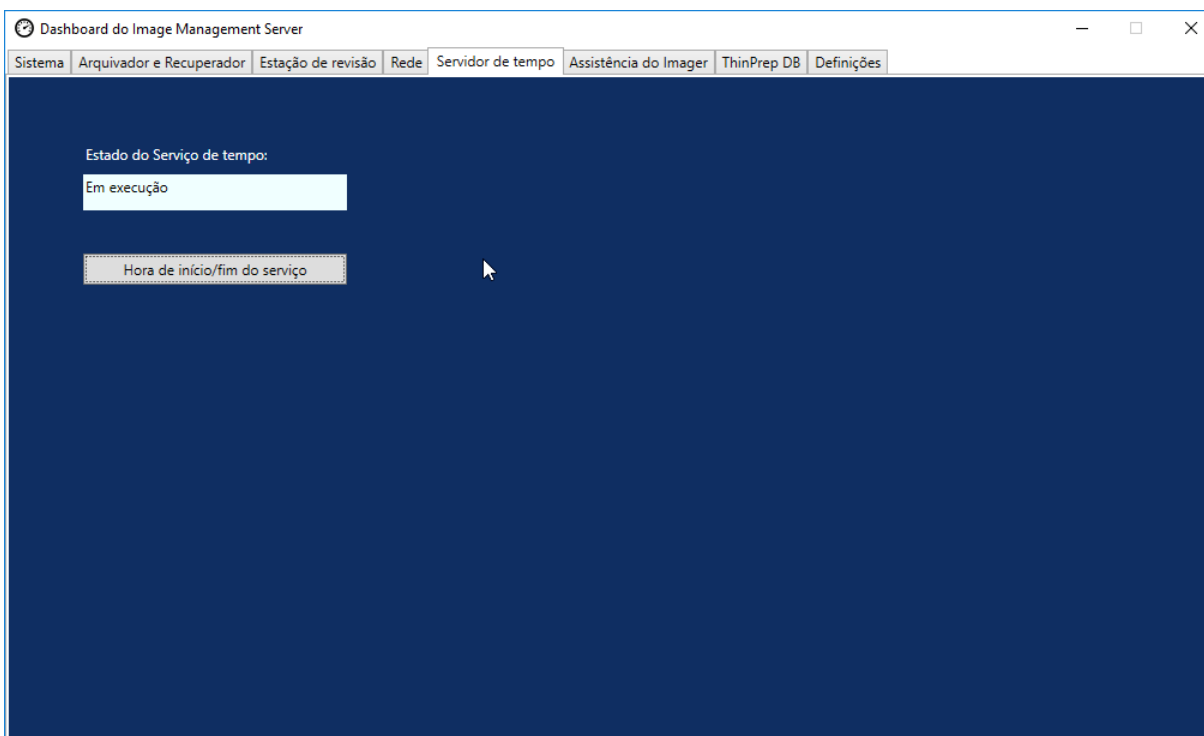 Dashboard do Image Management Server
Sistema Arquivador e Recuperador Estação de revisão Rede Servidor de tempo Assistência do Imager ThinPrep DB Definições
Estado do Serviço de tempo:
Em execução
Hora de início/fim do serviço